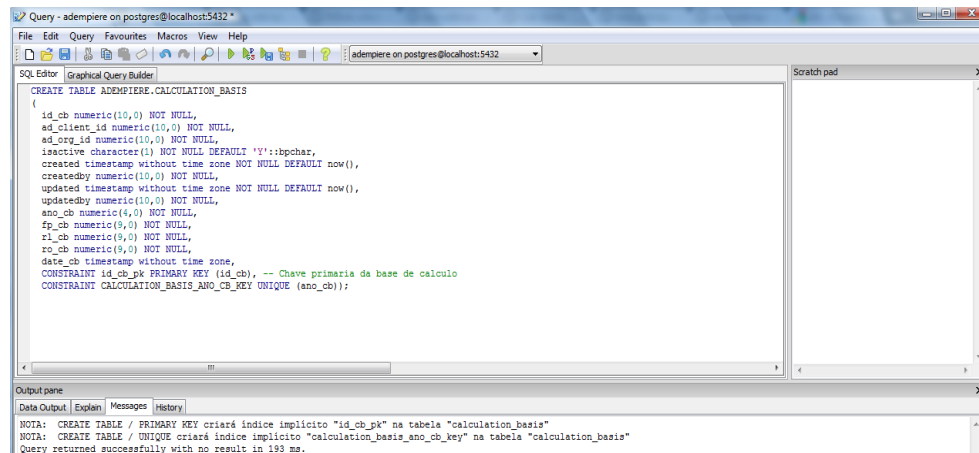 Query - adempiere on postgres@localhost:5432 *
File Edit Query Favourites Macros View Help
adempiere on postgres@localhost:5432
SQL Editor Graphical Query Builder
Scratch pad
CREATE TABLE ADEMPIERE.CALCULATION_BASIS
(
id_cb numeric(10,0) NOT NULL,
ad_client_id numeric(10,0) NOT NULL,
ad_org_id numeric(10,0) NOT NULL,
isactive character(1) NOT NULL DEFAULT 'Y'::bpchar,
created timestamp without time zone NOT NULL DEFAULT now(),
createdby numeric(10,0) NOT NULL,
updated timestamp without time zone NOT NULL DEFAULT now(),
updatedby numeric(10,0) NOT NULL,
ano_cb numeric(4,0) NOT NULL,
fp_cb numeric(9,0) NOT NULL,
rl_cb numeric(9,0) NOT NULL,
ro_cb numeric(9,0) NOT NULL,
date_cb timestamp without time zone,
CONSTRAINT id_cb_pk PRIMARY KEY (id_cb), -- Chave primaria da base de calculo
CONSTRAINT CALCULATION_BASIS_ANO_CB_KEY UNIQUE (ano_cb));
Output pane
Data Output Explain Messages History
NOTA: CREATE TABLE / PRIMARY KEY criará índice implícito "id_cb_pk" na tabela "calculation_basis"
NOTA: CREATE TABLE / UNIQUE criará índice implícito "calculation_basis_ano_cb_key" na tabela "calculation_basis"
Query returned successfully with no result in 193 ms.